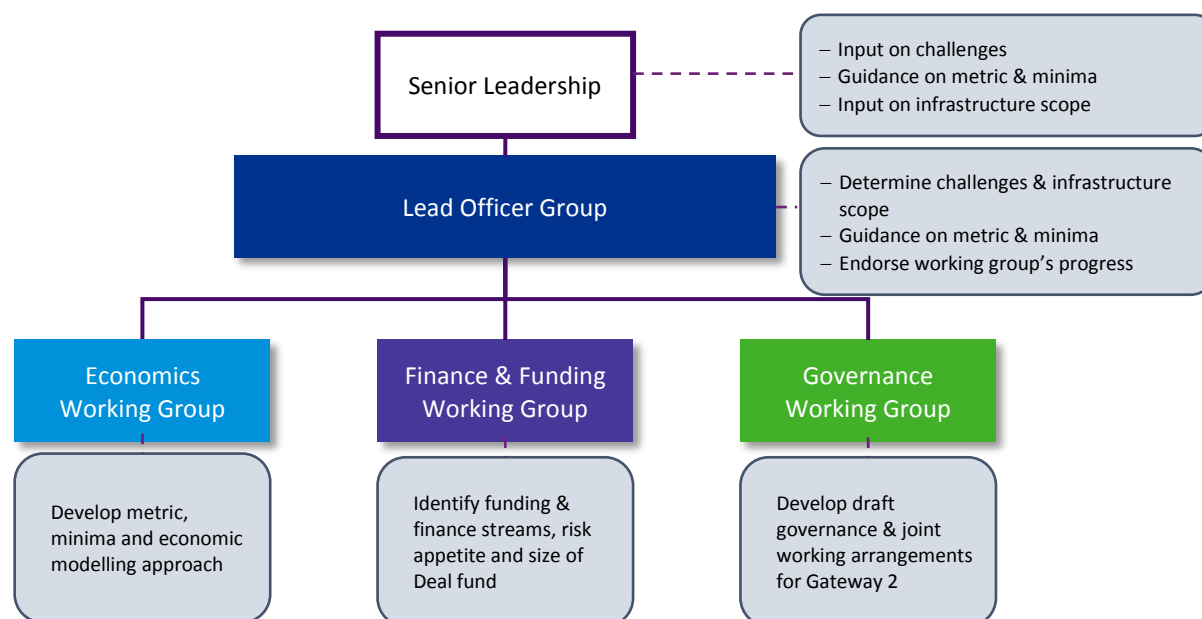 Senior Leadership
– Input on challenges
– Guidance on metric & minima
– Input on infrastructure scope
Lead Officer Group
– Determine challenges & infrastructure
scope
– Guidance on metric & minima
– Endorse working group’s progress
Economics
Working Group
Finance & Funding
Working Group
Governance
Working Group
Develop metric,
minima and economic
modelling approach
Identify funding &
finance streams, risk
appetite and size of
Deal fund
Develop draft
governance & joint
working arrangements
for Gateway 2